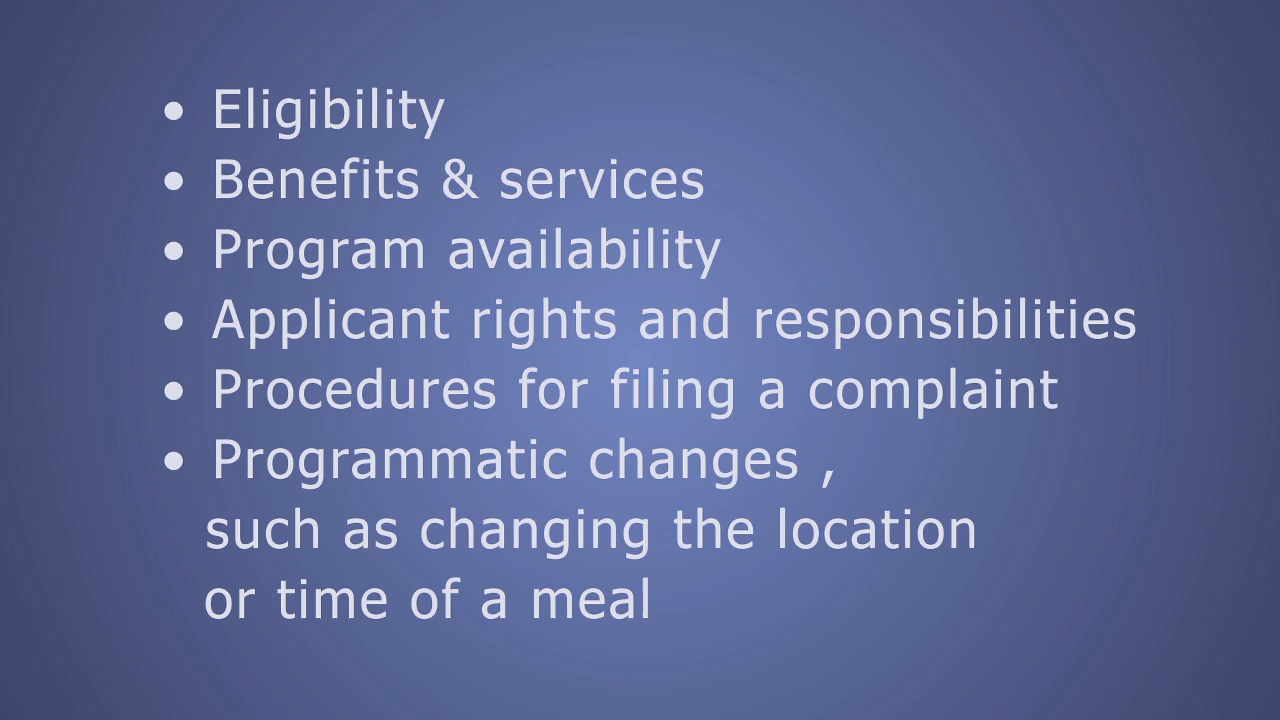 • Eligibility
• Benefits & services
• Program availability
• Applicant rights and responsibilities
• Procedures for filing a complaint
• Programmatic changes ,
such as changing the location
or time of a meal